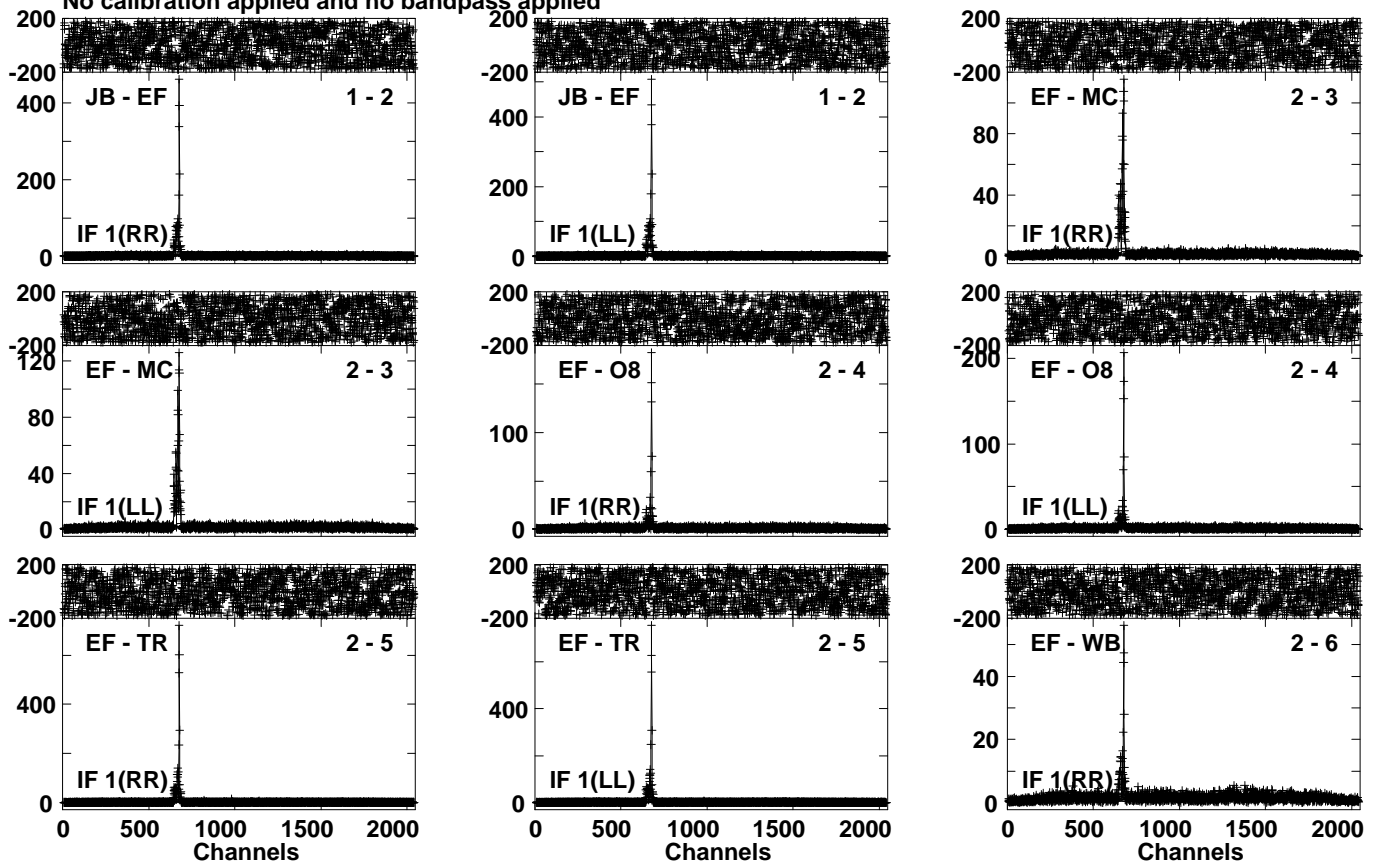 No calibration applied and no bandpass applied
200 200 200
-200 -200 -200
JB - EF 1 - 2 JB - EF 1 - 2 EF - MC 2 - 3
400 400 80
200 200 40
IF 1(RR) IF 1(LL) IF 1(RR)
0 0 0
200 200 200
-200 -200 -200
120 200
EF - MC 2 - 3 EF - O8 2 - 4 EF - O8 2 - 4
80 100 100
40
IF 1(LL) IF 1(RR) IF 1(LL)
0 0 0
200 200 200
-200 -200 -200
EF - TR 2 - 5 EF - TR 2 - 5 EF - WB 2 - 6
400 400 40
20
IF 1(RR) IF 1(LL) IF 1(RR)
0 0 0
0 500 1000 1500 2000 0 500 1000 1500 2000 0 500 1000 1500 2000
Channels Channels Channels